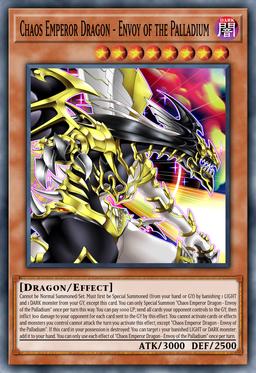 Chaos Emperor Dragon - Envoy of the Palladium
DARK
闇
[Dragon/Effect]
Cannot be Normal Summoned/Set. Must first be Special Summoned (from your hand or GY) by banishing 1 LIGHT
and 1 DARK monster from your GY, except this card. You can only Special Summon "Chaos Emperor Dragon - Envoy
of the Palladium" once per turn this way. You can pay 1000 LP; send all cards your opponent controls to the GY, then
inflict 300 damage to your opponent for each card sent to the GY by this effect. You cannot activate cards or effects
and monsters you control cannot attack the turn you activate this effect, except "Chaos Emperor Dragon - Envoy
of the Palladium". If this card in your possession is destroyed: You can target 1 your banished LIGHT or DARK monster;
add it to your hand. You can only use each effect of "Chaos Emperor Dragon - Envoy of the Palladium" once per turn.
ATK/3000 DEF/2500